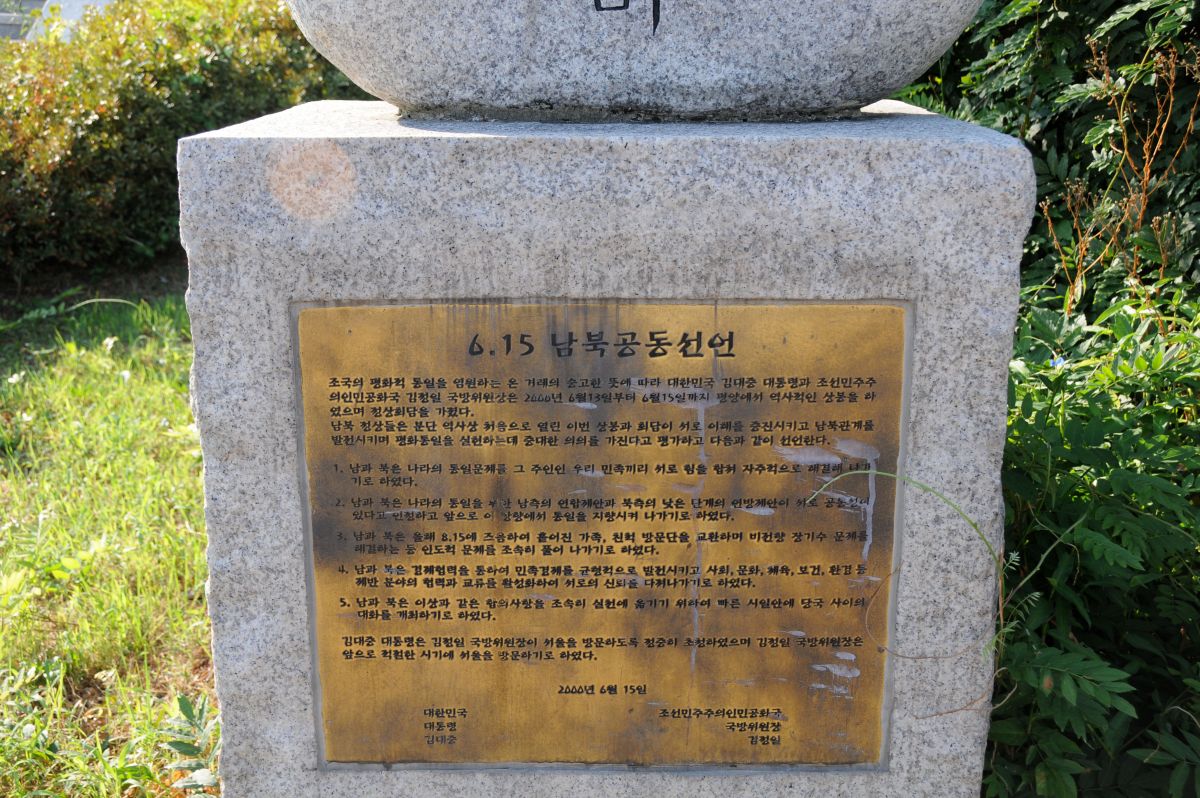 6.15 남북공동선언
조국의 평화적 통일을 염원하는 온 겨레의 숭고한 뜻에 따라 대한민국 김대중 대통령과 조선민주주
의인민공화국 김정일 국방위원장은 2000년 6월13일부터 6월15일까지 평양에서 역사적인 상봉을 하
였으며 정상회담을 가졌다.
남북 정상들은 분단 역사상 처음으로 열린 이번 상봉과 회담이 서로 이해를 증진시키고 남북관계를
발전시키며 평화통일을 실현하는데 중대한 의의를 가진다고 평가하고 다음과 같이 선언한다.
1. 남과 북은 나라의 통일문제를 그 주인인 우리 민족끼리 서로 힘을 합쳐 자주적으로 해결해 나가
기로 하였다.
2. 남과 북은 나라의 통일을 위한 남측의 연합제안과 북측의 낮은 단계의 연방제안이 서로 공통성이
있다고 인정하고 앞으로 이 방향에서 통일을 지향시켜 나가기로 하였다.
3. 남과 북은 올해 8.15에 즈음하여 흩어진 가족, 친척 방문단을 교환하며 비전향 장기수 문제를
해결하는 등 인도적 문제를 조속히 풀어 나가기로 하였다.
4. 남과 북은 경제협력을 통하여 민족경제를 균형적으로 발전시키고 사회, 문화, 체육, 보건, 환경 등
제반 분야의 협력과 교류를 활성화하여 서로의 신뢰를 다져나가기로 하였다.
5. 남과 북은 이상과 같은 합의사항을 조속히 실천에 옮기기 위하여 빠른 시일안에 당국 사이의
대화를 개최하기로 하였다.
김대중 대통령은 김정일 국방위원장이 서울을 방문하도록 정중히 초청하였으며 김정일 국방위원장은
앞으로 적절한 시기에 서울을 방문하기로 하였다.
2000년 6월 15일
대한민국 조선민주주의인민공화국
대통령 국방위원장
김대중 김정일